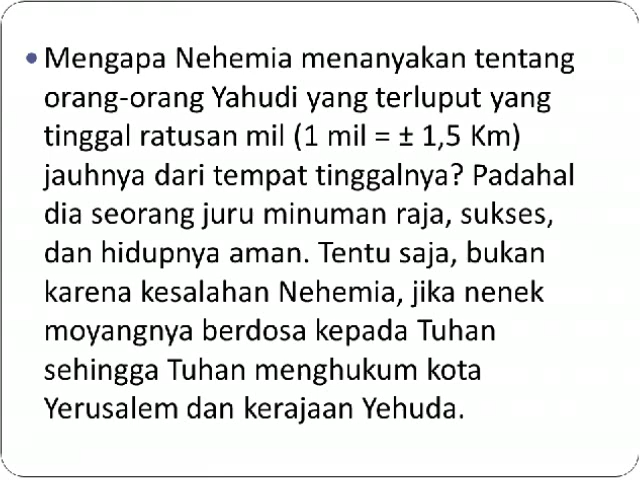 • Mengapa Nehemia menanyakan tentang
orang-orang Yahudi yang terluput yang
tinggal ratusan mil (1 mil = ± 1,5 Km)
jauhnya dari tempat tinggalnya? Padahal
dia seorang juru minuman raja, sukses,
dan hidupnya aman. Tentu saja, bukan
karena kesalahan Nehemia, jika nenek
moyangnya berdosa kepada Tuhan
sehingga Tuhan menghukum kota
Yerusalem dan kerajaan Yehuda.